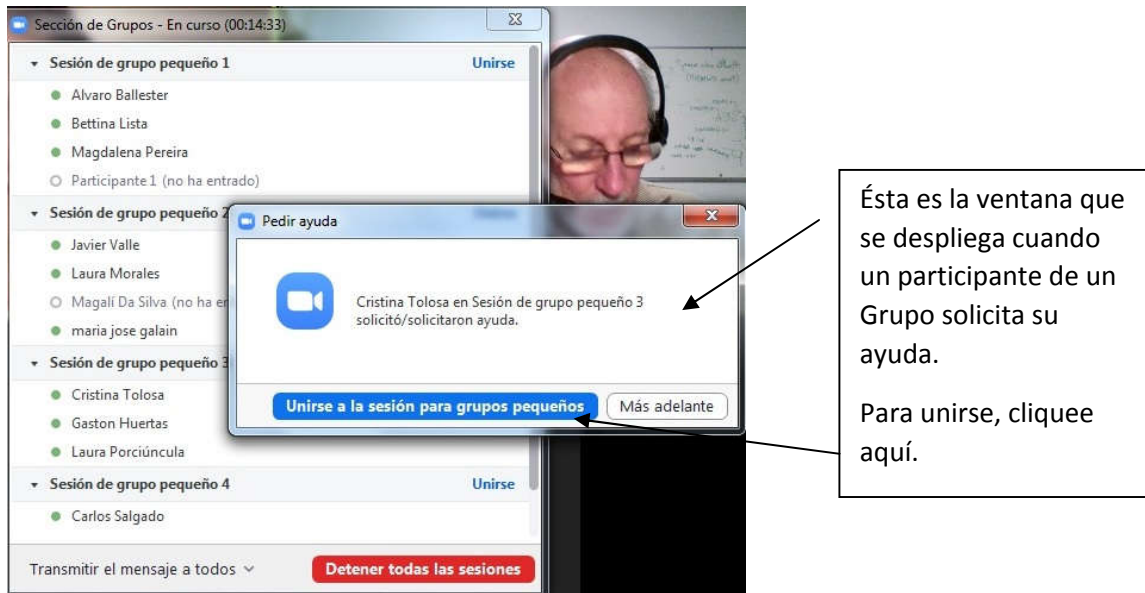 Sección de Grupos - En curso (00:14:33)
Sesión de grupo pequeño 1 Unirse
Alvaro Ballester
Bettina Lista
Magdalena Pereira
Participante 1 (no ha entrado)
Sesión de grupo pequeño 2
Javier Valle
Laura Morales
Magalí Da Silva (no ha en
maria jose galain
Sesión de grupo pequeño 3
Cristina Tolosa
Gaston Huertas
Laura Porciúncula
Sesión de grupo pequeño 4 Unirse
Carlos Salgado
Transmitir el mensaje a todos
Detener todas las sesiones
Pedir ayuda
Cristina Tolosa en Sesión de grupo pequeño 3
solicitó/solicitaron ayuda.
Unirse a la sesión para grupos pequeños
Más adelante
Ésta es la ventana que
se despliega cuando
un participante de un
Grupo solicita su
ayuda.
Para unirse, cliquee
aquí.